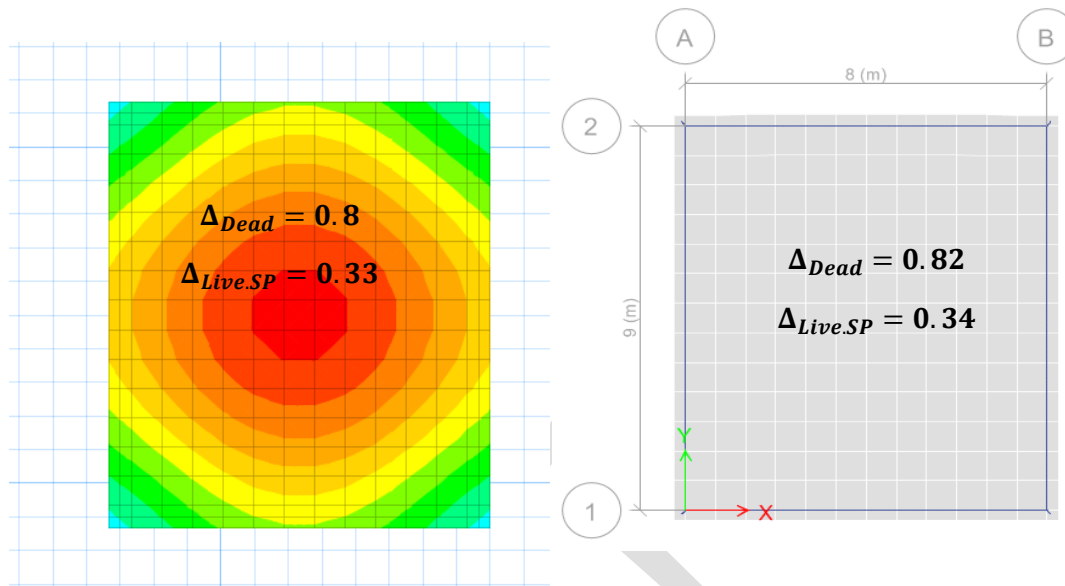 Δ_Dead = 0.8
Δ_Live.SP = 0.33
A
B
8 (m)
2
9 (m)
Δ_Dead = 0.82
Δ_Live.SP = 0.34
Y
1
X